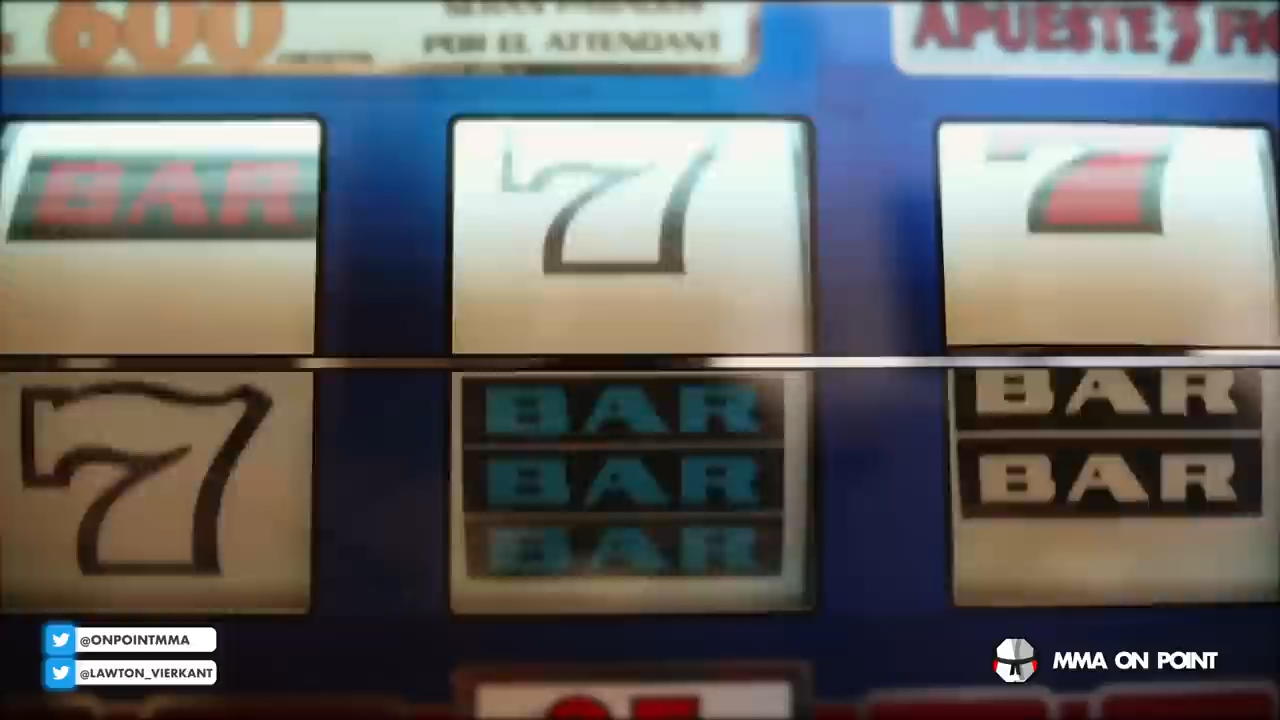 600
POR EL ATTENDANT
APUESTE 3
BAR
7
7
7
BAR
BAR
BAR
BAR
BAR
@ONPOINTMMA
@LAWTON_VIERKANT
MMA ON POINT